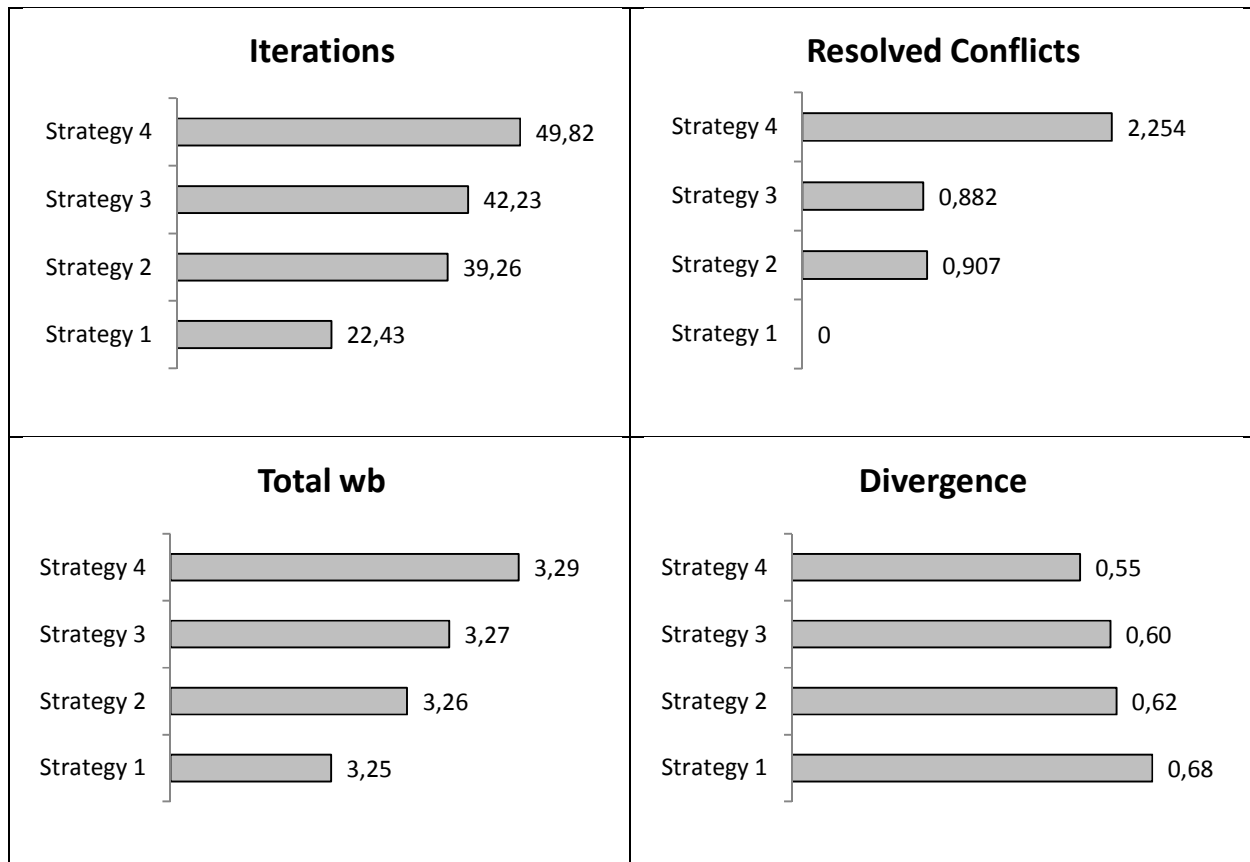 Iterations
Strategy 4
49,82
Strategy 3
42,23
Strategy 2
39,26
Strategy 1
22,43
Resolved Conflicts
Strategy 4
2,254
Strategy 3
0,882
Strategy 2
0,907
Strategy 1
0
Total wb
Strategy 4
3,29
Strategy 3
3,27
Strategy 2
3,26
Strategy 1
3,25
Divergence
Strategy 4
0,55
Strategy 3
0,60
Strategy 2
0,62
Strategy 1
0,68